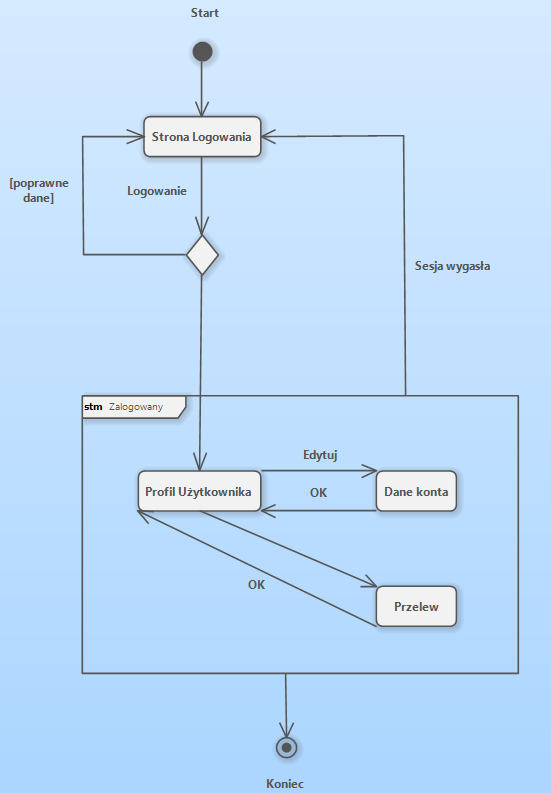 Start
Strona Logowania
[poprawne
dane]
Logowanie
Sesja wygasła
stm Zalogowany
Edytuj
Profil Użytkownika
OK
Dane konta
OK
Przelew
Koniec